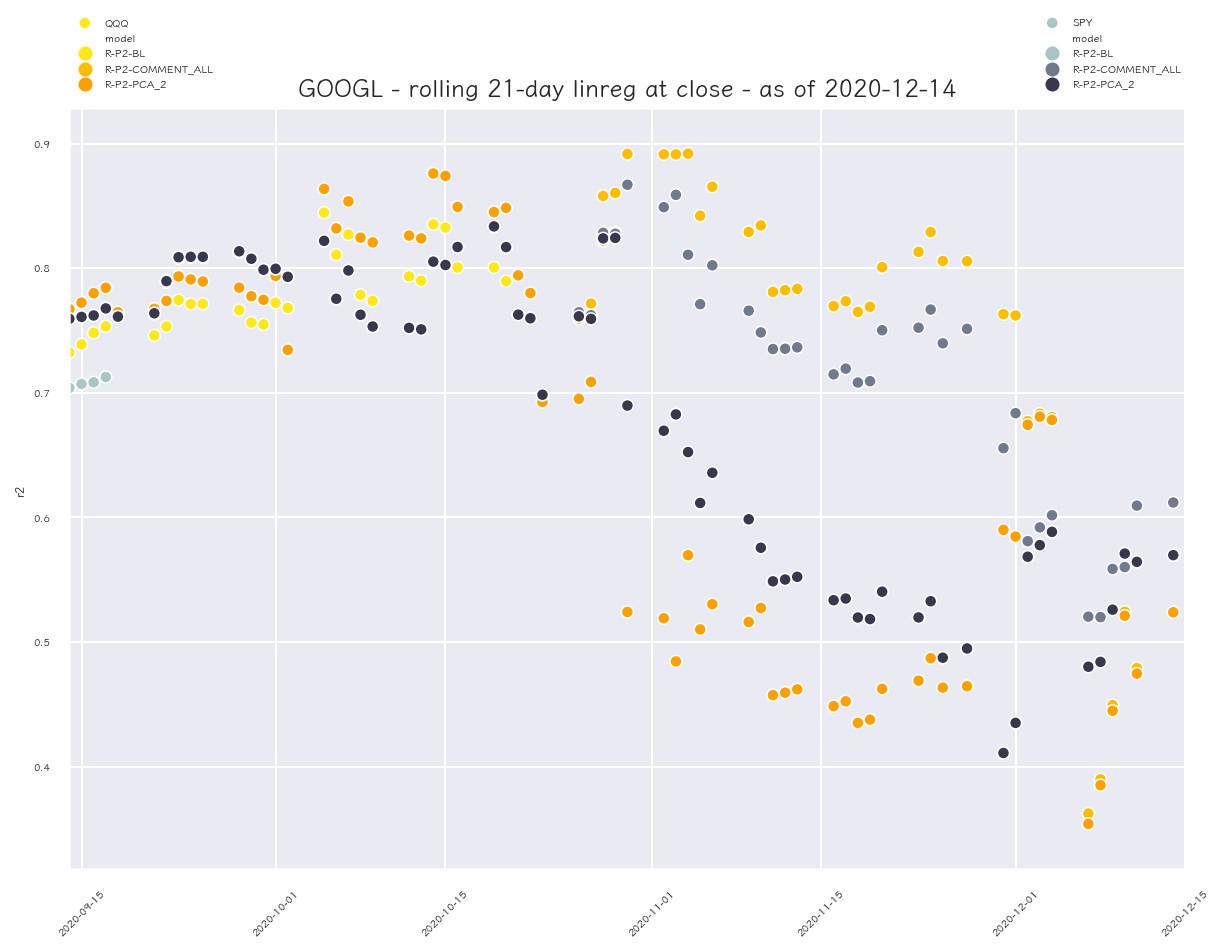 QQQ
model
R-P2-BL
R-P2-COMMENT_ALL
R-P2-PCA_2
SPY
model
R-P2-BL
R-P2-COMMENT_ALL
R-P2-PCA_2
GOOGL - rolling 21-day linreg at close - as of 2020-12-14
0.9
0.8
0.7
0.6
0.5
0.4
r2
2020-09-15
2020-10-01
2020-10-15
2020-11-01
2020-11-15
2020-12-01
2020-12-15